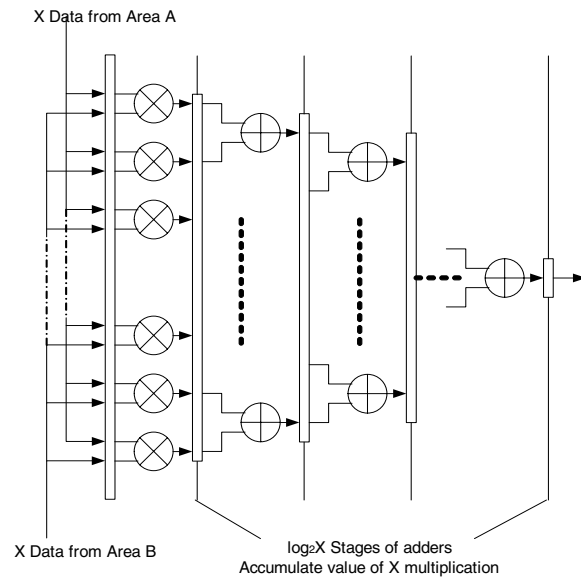 X Data from Area A
X Data from Area B
log₂X Stages of adders
Accumulate value of X multiplication